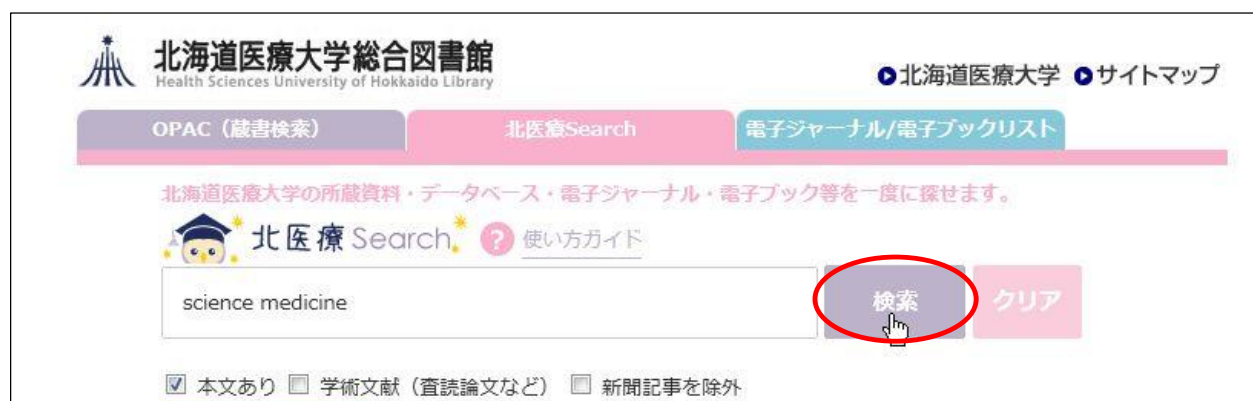 北海道医療大学総合図書館
Health Sciences University of Hokkaido Library
北海道医療大学 サイトマップ
OPAC（蔵書検索） 北医療Search 電子ジャーナル/電子ブックリスト
北海道医療大学の所蔵資料・データベース・電子ジャーナル・電子ブック等を一度に探せます。
北医療Search ? 使い方ガイド
science medicine 検索 クリア
本文あり 学術文献（査読論文など） 新聞記事を除外